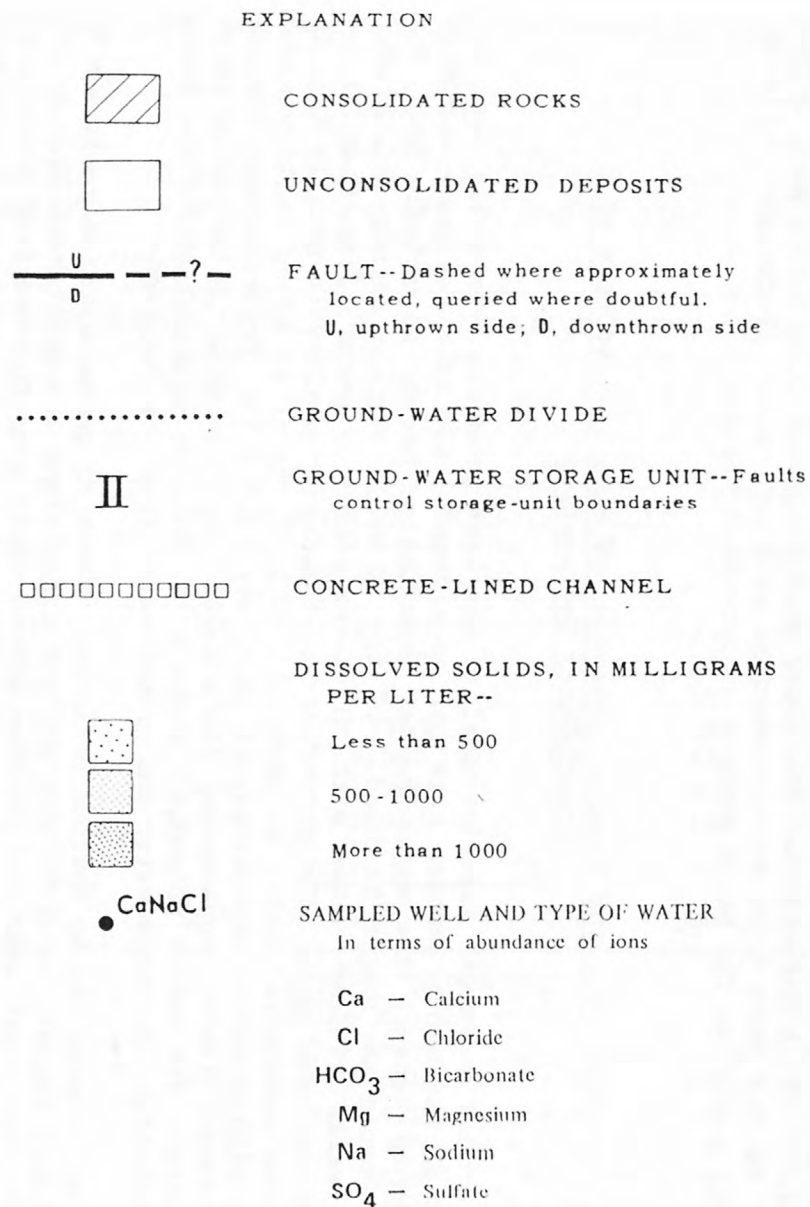 EXPLANATION
CONSOLIDATED ROCKS
UNCONSOLIDATED DEPOSITS
U
?
D
FAULT--Dashed where approximately
located, queried where doubtful.
U, upthrown side; D, downthrown side
GROUND-WATER DIVIDE
II
GROUND-WATER STORAGE UNIT--Faults
control storage-unit boundaries
CONCRETE-LINED CHANNEL
DISSOLVED SOLIDS, IN MILLIGRAMS
PER LITER--
Less than 500
500-1000
More than 1000
CaNaCl
SAMPLED WELL AND TYPE OF WATER
In terms of abundance of ions
Ca — Calcium
Cl — Chloride
HCO3 — Bicarbonate
Mg — Magnesium
Na — Sodium
SO4 — Sulfate